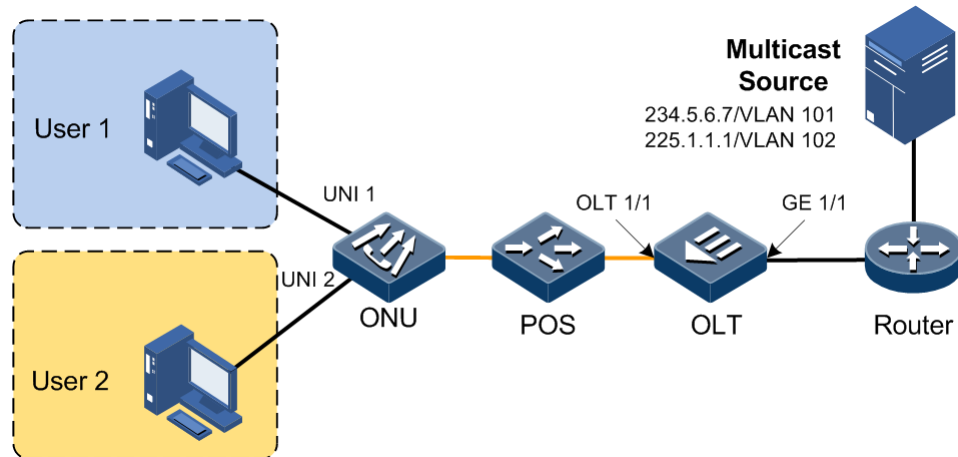 Multicast
Source
234.5.6.7/VLAN 101
225.1.1.1/VLAN 102
User 1
UNI 1
OLT 1/1
GE 1/1
UNI 2
ONU
POS
OLT
Router
User 2